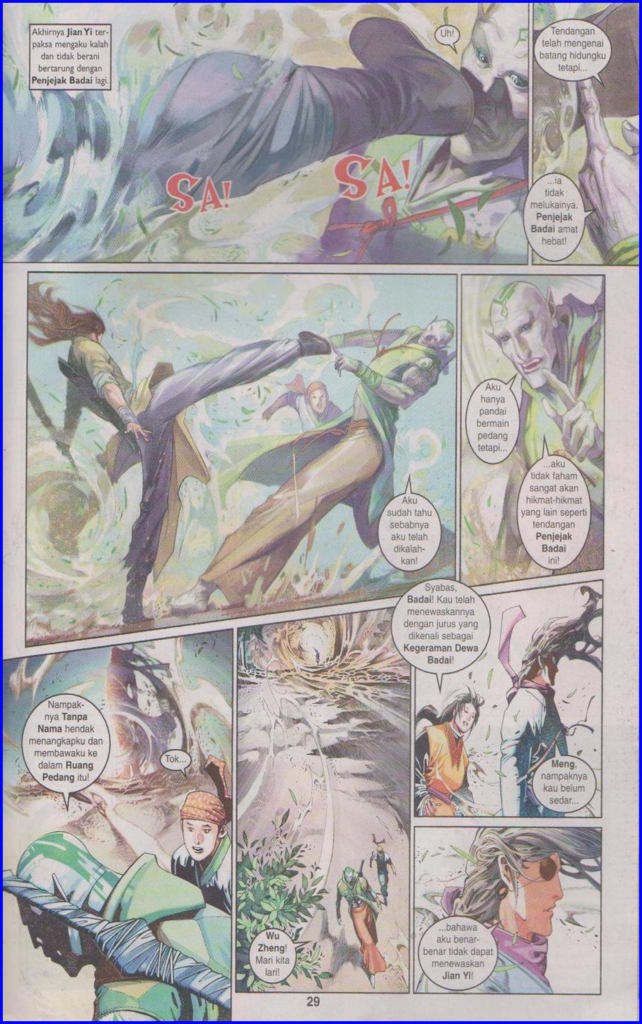 Akhirnya Jian Yi ter-
paksa mengaku kalah
dan tidak berani
bertarung dengan
Penjejak Badai lagi.
Uh!
SA!
SA!
Tendangan
telah mengenai
batang hidungku
tetapi...
...ia
tidak
melukainya.
Penjejak
Badai amat
hebat!
Aku
sudah tahu
sebabnya
aku telah
dikalah-
kan!
Aku
hanya
pandai
bermain
pedang
tetapi...
...aku
tidak faham
sangat akan
hikmat-hikmat
yang lain seperti
tendangan
Penjejak
Badai
ini!
Nampak-
nya Tanpa
Nama hendak
menangkapku dan
membawaku ke
dalam Ruang
Pedang itu!
Tok...
Wu
Zheng!
Mari kita
lari!
Syabas,
Badai! Kau telah
menewaskannya
dengan jurus yang
dikenali sebagai
Kegeraman Dewa
Badai!
Meng,
nampaknya
kau belum
sedar...
...bahawa
aku benar-
benar tidak dapat
menewaskan
Jian Yi!
29